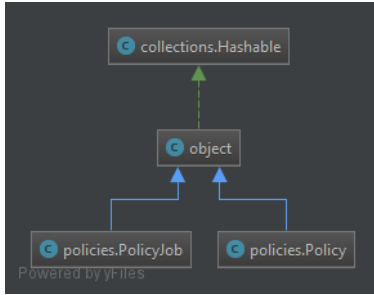 C collections.Hashable
C object
C policies.PolicyJob
C policies.Policy
Powered by yFiles